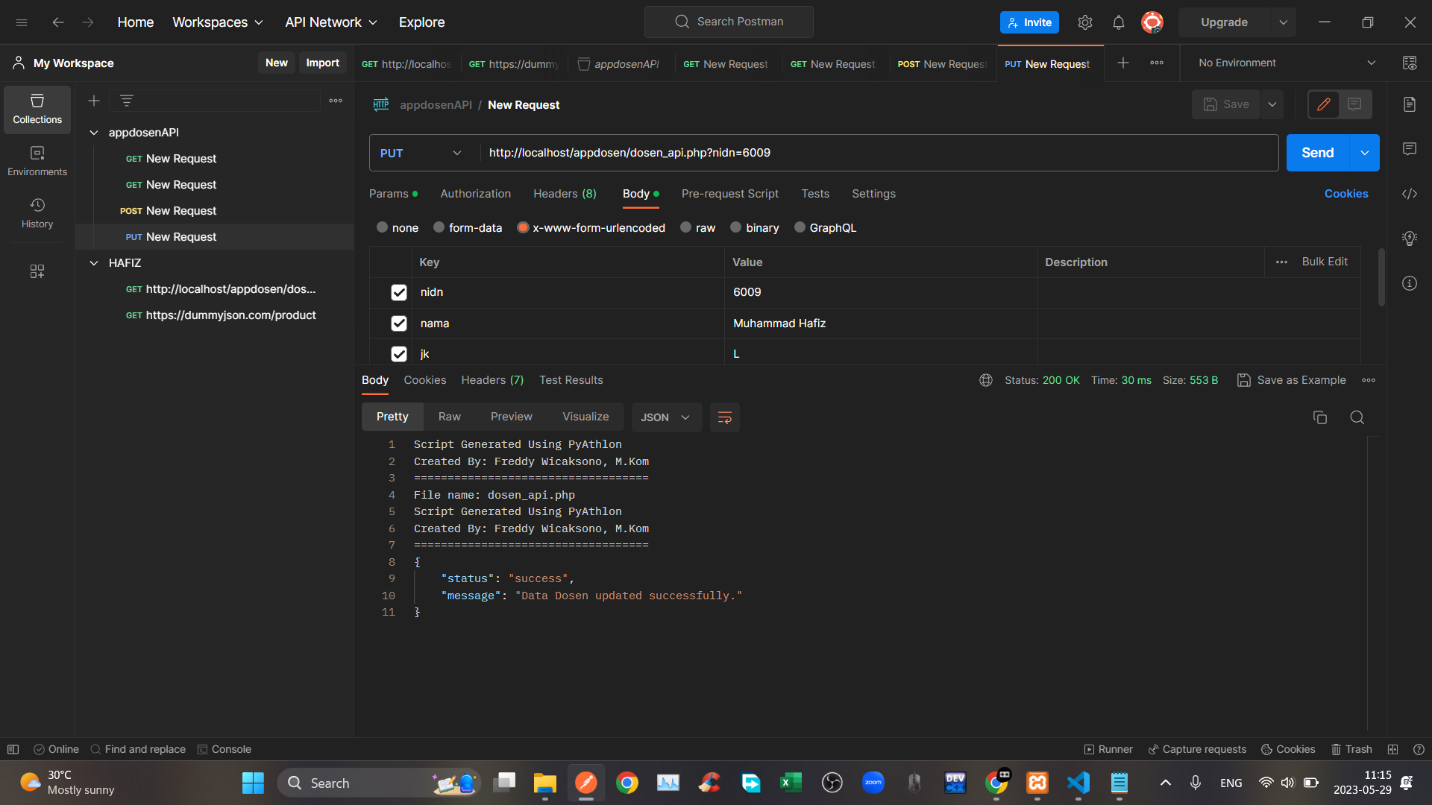 Home Workspaces API Network Explore Search Postman Invite Upgrade
My Workspace New Import GET http://localhos GET https://dummy appdosenAPI GET New Request GET New Request POST New Request PUT New Request No Environment
Collections
Environments
History
appdosenAPI
GET New Request
GET New Request
POST New Request
PUT New Request
HAFIZ
GET http://localhost/appdosen/dos...
GET https://dummyjson.com/product
HTTP appdosenAPI / New Request Save
PUT http://localhost/appdosen/dosen_api.php?nidn=6009 Send
Params Authorization Headers (8) Body Pre-request Script Tests Settings Cookies
none form-data x-www-form-urlencoded raw binary GraphQL
Key Value Description Bulk Edit
nidn 6009
nama Muhammad Hafiz
jk L
Body Cookies Headers (7) Test Results Status: 200 OK Time: 30 ms Size: 553 B Save as Example
Pretty Raw Preview Visualize JSON
1 Script Generated Using PyAthlon
2 Created By: Freddy Wicaksono, M.Kom
3 ===================================
4 File name: dosen_api.php
5 Script Generated Using PyAthlon
6 Created By: Freddy Wicaksono, M.Kom
7 ===================================
8 {
9 "status": "success",
10 "message": "Data Dosen updated successfully."
11 }
Online Find and replace Console Runner Capture requests Cookies Trash
30°C
Mostly sunny
Search
zoom
DEV
ENG
11:15
2023-05-29